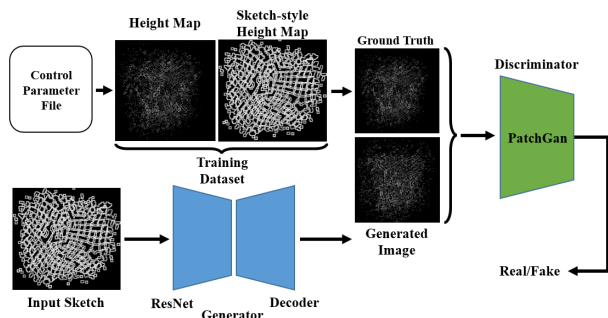 Height Map
Sketch-style
Height Map
Ground Truth
Control
Parameter
File
Discriminator
PatchGan
Training
Dataset
Generated
Image
Real/Fake
Input Sketch
ResNet
Decoder
Generator